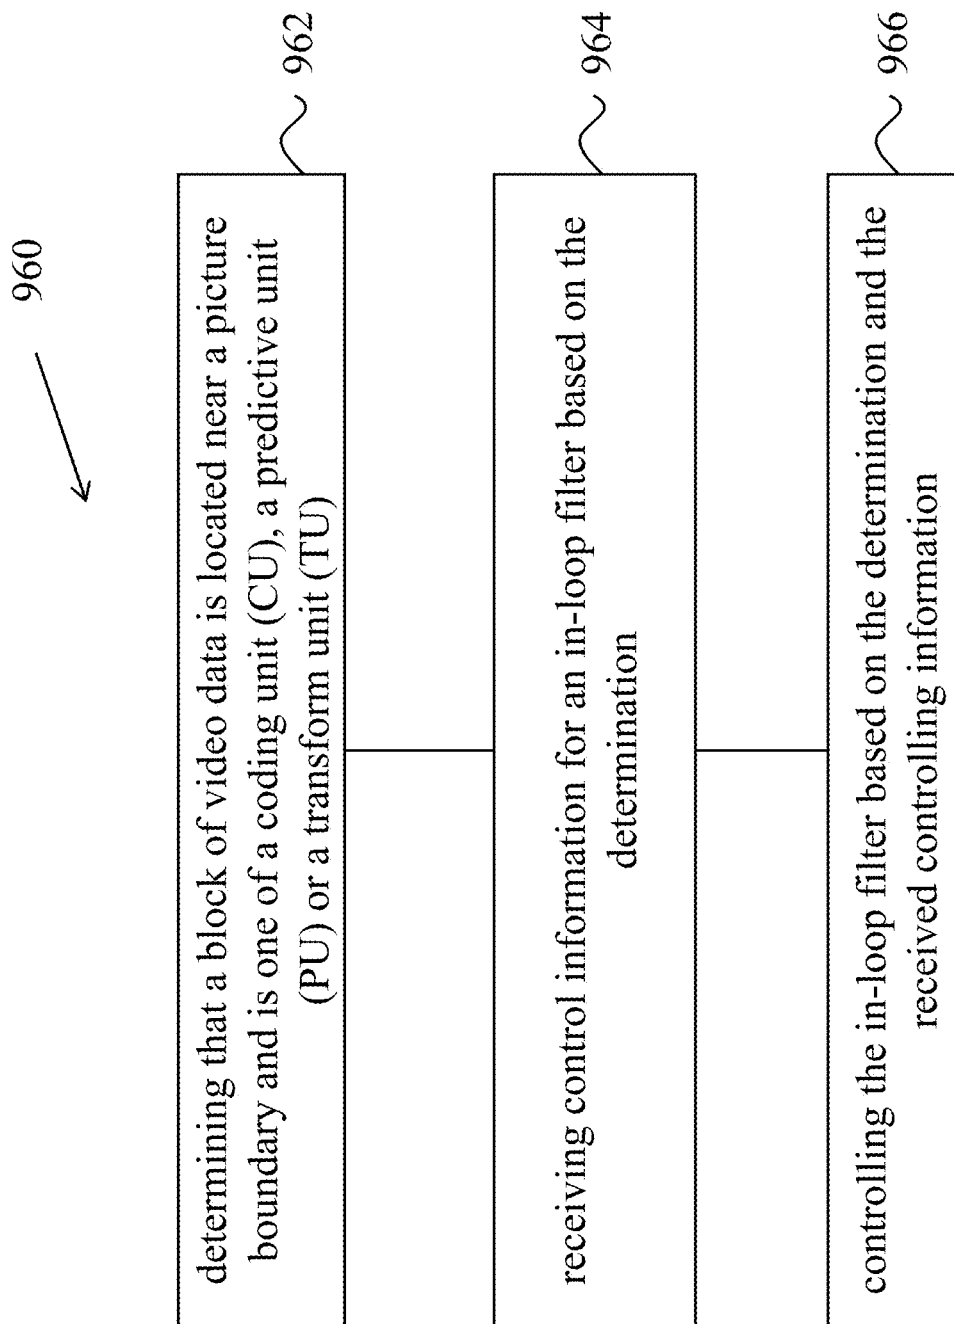 960
determining that a block of video data is located near a picture
boundary and is one of a coding unit (CU), a predictive unit
(PU) or a transform unit (TU)
962
receiving control information for an in-loop filter based on the
determination
964
controlling the in-loop filter based on the determination and the
received controlling information
966